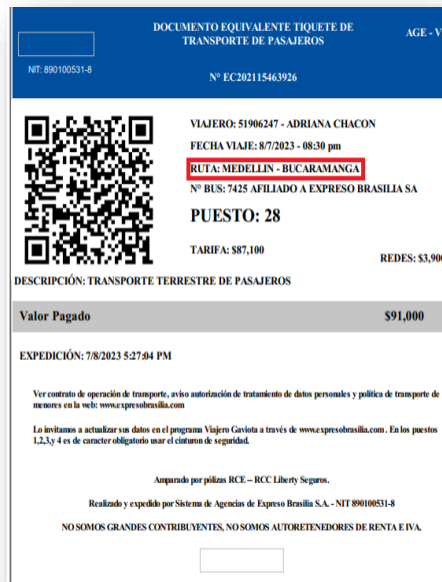 DOCUMENTO EQUIVALENTE TIQUETE DE
TRANSPORTE DE PASAJEROS
AGE - V
NIT: 890100531-8
N° EC202115463926
VIAJERO: 51906247 - ADRIANA CHACON
FECHA VIAJE: 8/7/2023 - 08:30 pm
RUTA: MEDELLIN - BUCARAMANGA
N° BUS: 7425 AFILIADO A EXPRESO BRASILIA SA
PUESTO: 28
TARIFA: $87,100
REDES: $3,900
DESCRIPCIÓN: TRANSPORTE TERRESTRE DE PASAJEROS
Valor Pagado $91,000
EXPEDICIÓN: 7/8/2023 5:27:04 PM
Ver contrato de operación de transporte, aviso autorización de tratamiento de datos personales y política de transporte de
menores en la web: www.expresobrasilia.com
Lo invitamos a actualizar sus datos en el programa Viajero Gaviota a través de www.expresobrasilia.com. En los puestos
1,2,3,y 4 es de caracter obligatorio usar el cinturon de seguridad.
Amparado por pólizas RCE – RCC Liberty Seguros.
Realizado y expedido por Sistema de Agencias de Expreso Brasilia S.A. - NIT 890100531-8
NO SOMOS GRANDES CONTRIBUYENTES, NO SOMOS AUTORETENEDORES DE RENTA E IVA.